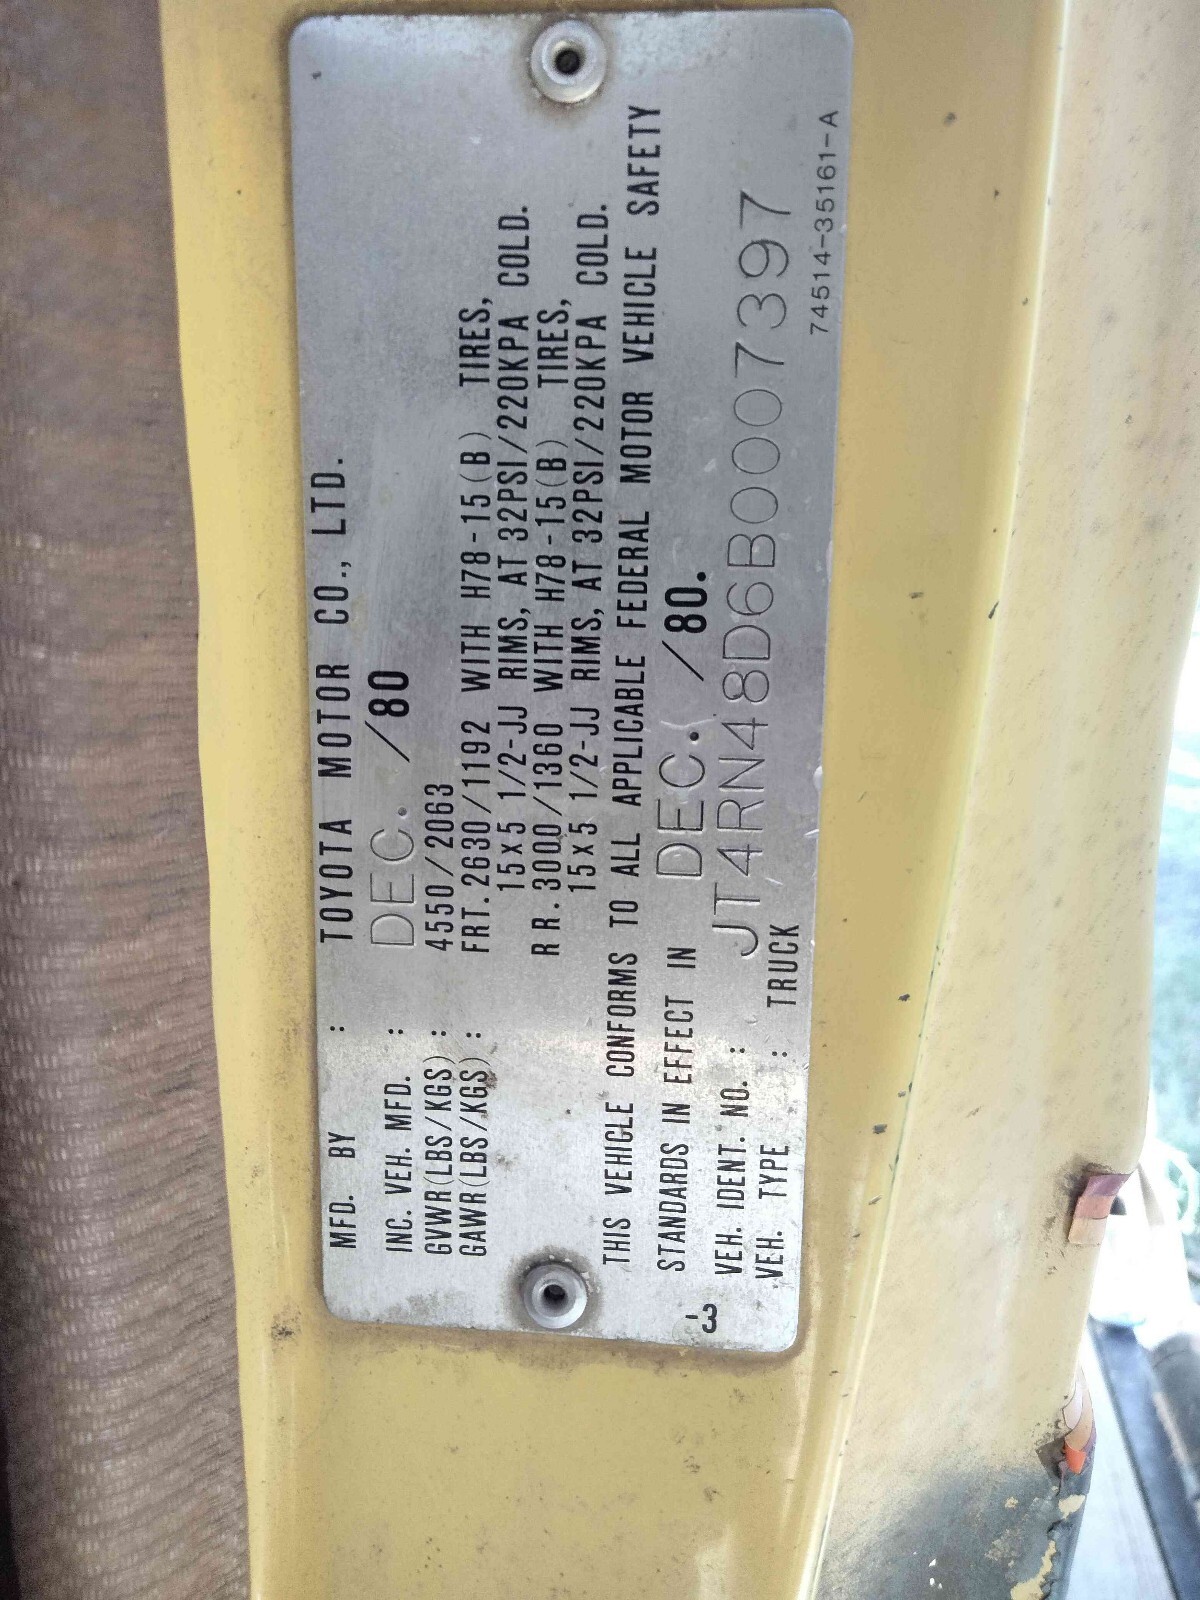 MFD. BY : TOYOTA MOTOR CO., LTD.
INC. VEH. MFD. : DEC. /80
GVWR(LBS/KGS) : 4550/2063
GAWR(LBS/KGS) : FRT. 2630/1192 WITH H78-15(B) TIRES,
15x5 1/2-JJ RIMS, AT 32PSI/220KPA COLD.
RR. 3000/1360 WITH H78-15(B) TIRES,
15x5 1/2-JJ RIMS, AT 32PSI/220KPA COLD.
THIS VEHICLE CONFORMS TO ALL APPLICABLE FEDERAL MOTOR VEHICLE SAFETY
STANDARDS IN EFFECT IN DEC. /80.
VEH. IDENT. NO. : JT4RN48D6B0007397
VEH. TYPE : TRUCK
74514-35161-A